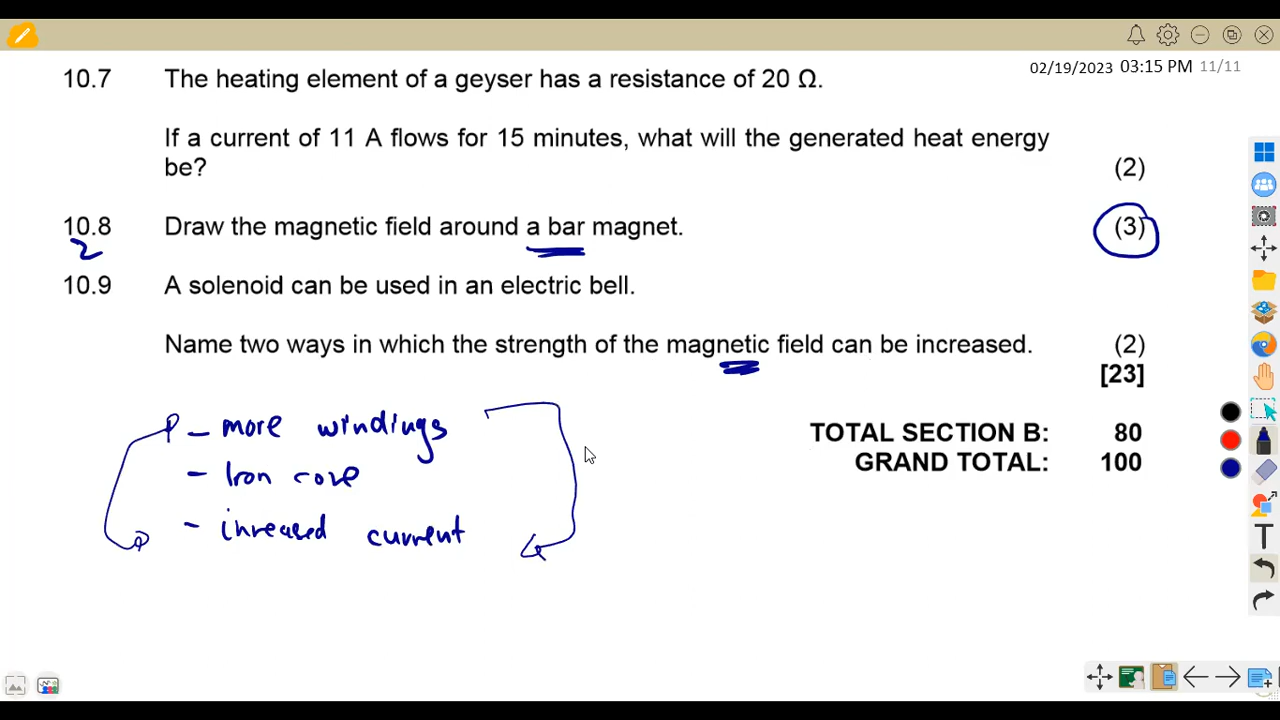 02/19/2023 03:15 PM 11/11
10.7 The heating element of a geyser has a resistance of 20 Ω.
If a current of 11 A flows for 15 minutes, what will the generated heat energy
be? (2)
10.8 Draw the magnetic field around a bar magnet. (3)
2
10.9 A solenoid can be used in an electric bell.
Name two ways in which the strength of the magnetic field can be increased. (2)
[23]
- more windings
- Iron core
- inreased current
TOTAL SECTION B: 80
GRAND TOTAL: 100
T